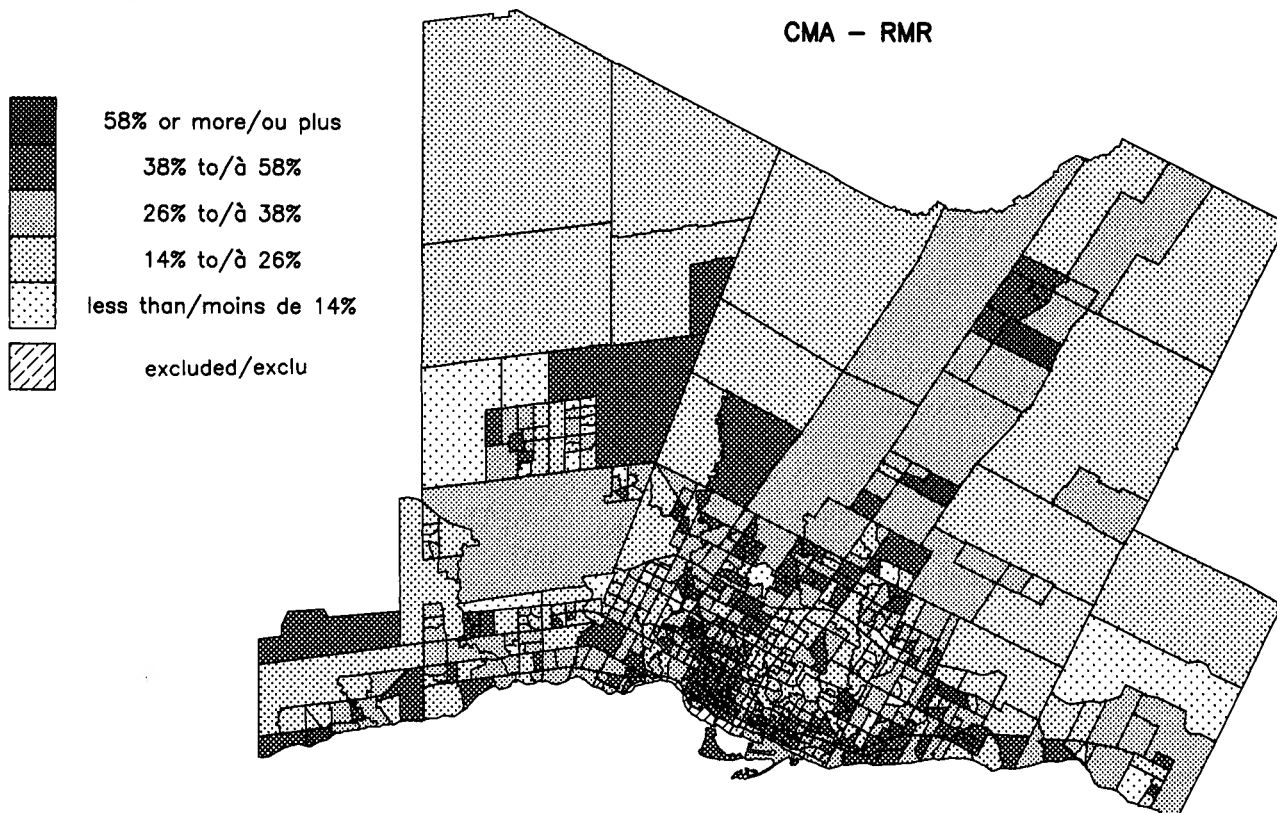 CMA – RMR
58% or more/ou plus
38% to/à 58%
26% to/à 38%
14% to/à 26%
less than/moins de 14%
excluded/exclu